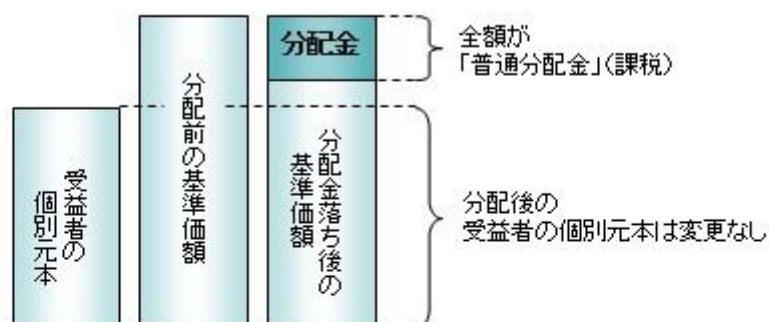 受益者の
個別元本
分配前の基準価額
分配金
分配金落ち後の
基準価額
全額が
「普通分配金」(課税)
分配後の
受益者の個別元本は変更なし